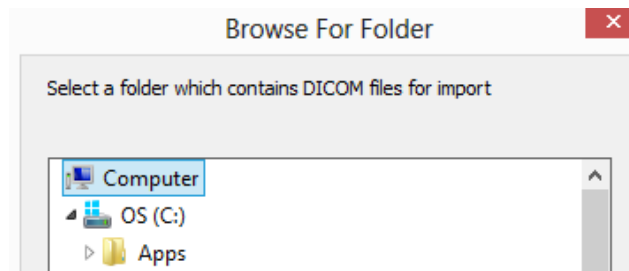 Browse For Folder
Select a folder which contains DICOM files for import
Computer
OS (C:)
Apps